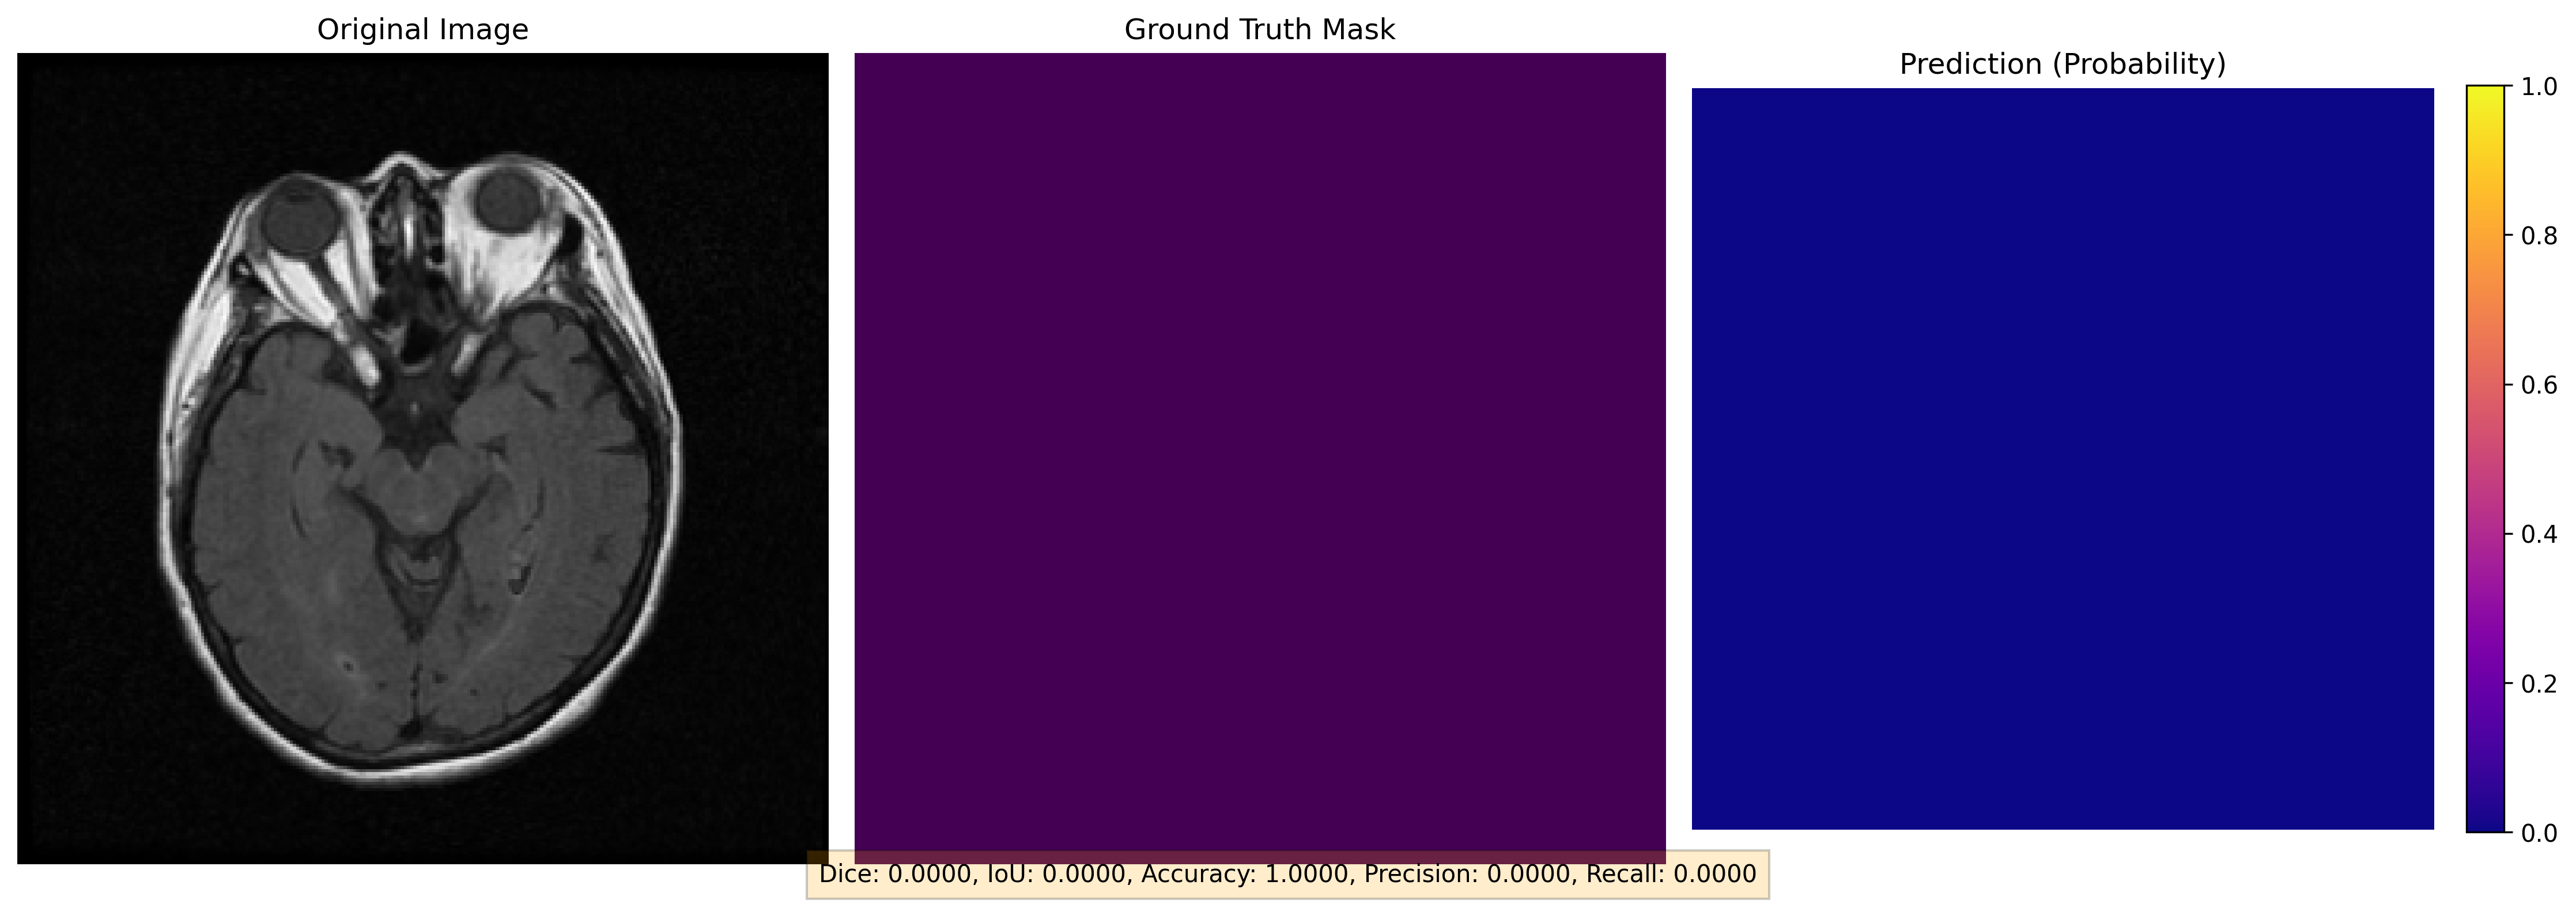 Original Image
Ground Truth Mask
Prediction (Probability)
1.0
0.8
0.6
0.4
0.2
0.0
Dice: 0.0000, IoU: 0.0000, Accuracy: 1.0000, Precision: 0.0000, Recall: 0.0000